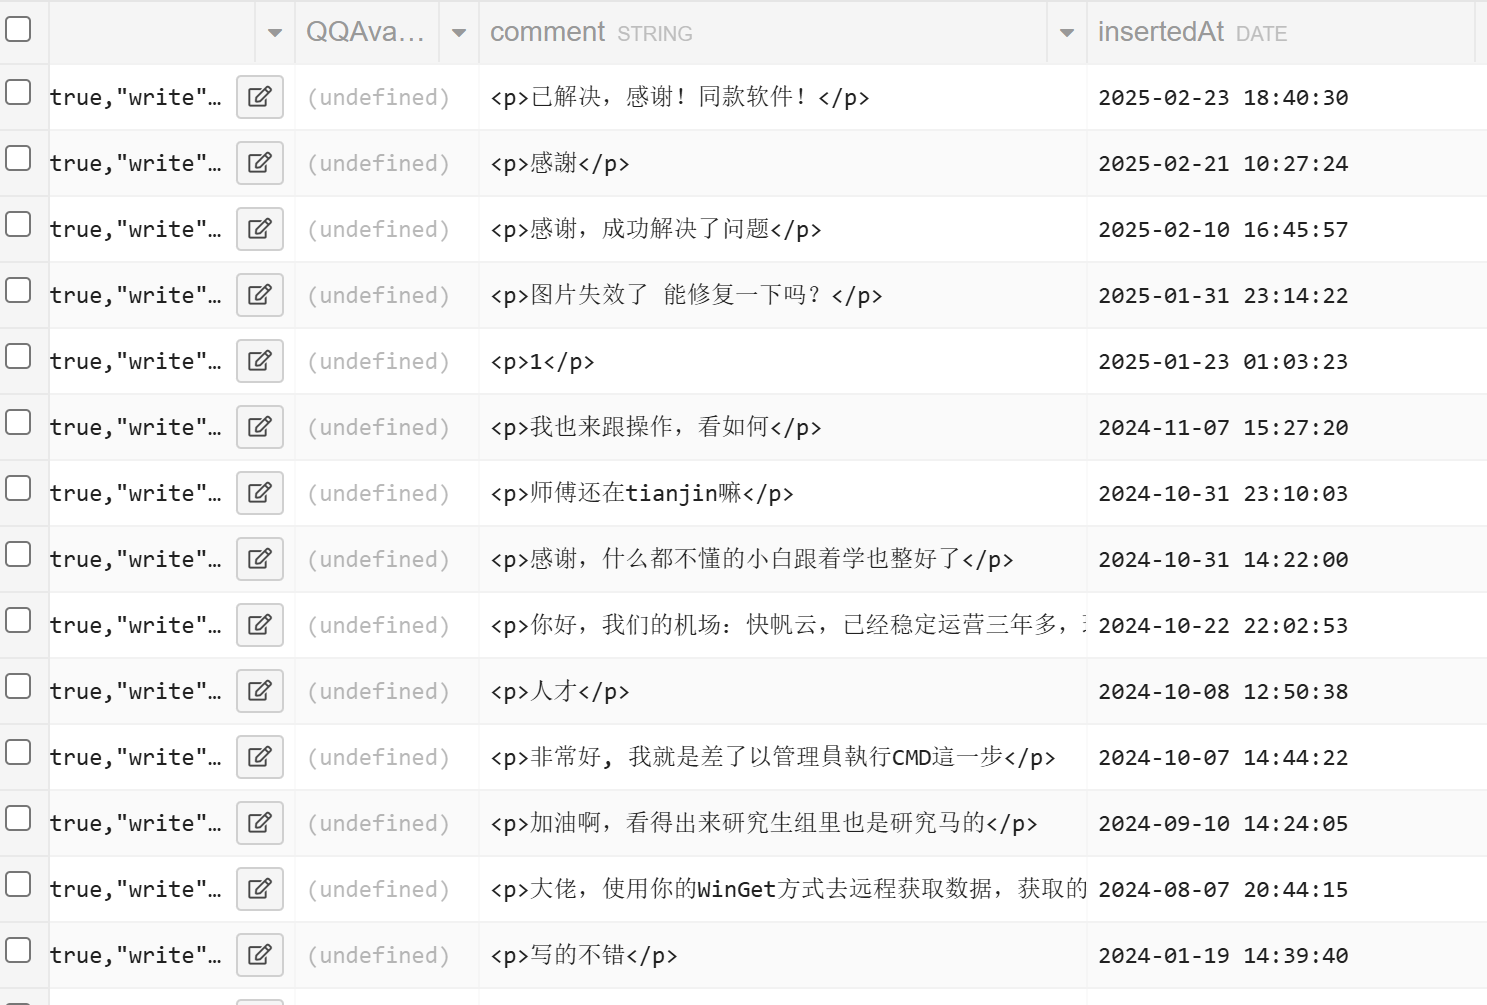 QQAva… comment STRING insertedAt DATE
true,"write"… (undefined) <p>已解决，感谢！同款软件！</p> 2025-02-23 18:40:30
true,"write"… (undefined) <p>感謝</p> 2025-02-21 10:27:24
true,"write"… (undefined) <p>感谢，成功解决了问题</p> 2025-02-10 16:45:57
true,"write"… (undefined) <p>图片失效了 能修复一下吗？</p> 2025-01-31 23:14:22
true,"write"… (undefined) <p>1</p> 2025-01-23 01:03:23
true,"write"… (undefined) <p>我也来跟操作，看如何</p> 2024-11-07 15:27:20
true,"write"… (undefined) <p>师傅还在tianjin嘛</p> 2024-10-31 23:10:03
true,"write"… (undefined) <p>感谢，什么都不懂的小白跟着学也整好了</p> 2024-10-31 14:22:00
true,"write"… (undefined) <p>你好，我们的机场：快帆云，已经稳定运营三年多， 2024-10-22 22:02:53
true,"write"… (undefined) <p>人才</p> 2024-10-08 12:50:38
true,"write"… (undefined) <p>非常好, 我就是差了以管理員執行CMD這一步</p> 2024-10-07 14:44:22
true,"write"… (undefined) <p>加油啊，看得出来研究生组里也是研究马的</p> 2024-09-10 14:24:05
true,"write"… (undefined) <p>大佬，使用你的WinGet方式去远程获取数据，获取的 2024-08-07 20:44:15
true,"write"… (undefined) <p>写的不错</p> 2024-01-19 14:39:40